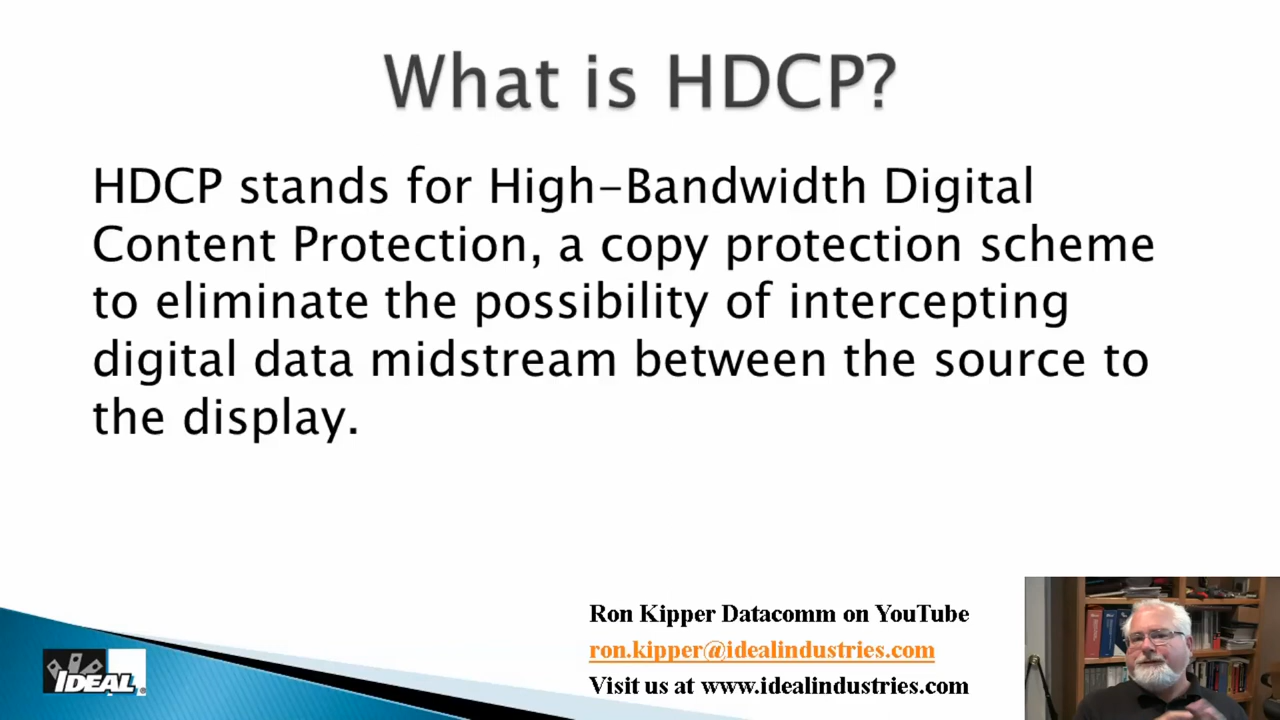 What is HDCP?
HDCP stands for High-Bandwidth Digital
Content Protection, a copy protection scheme
to eliminate the possibility of intercepting
digital data midstream between the source to
the display.
Ron Kipper Datacomm on YouTube
ron.kipper@idealindustries.com
Visit us at www.idealindustries.com
IDEAL